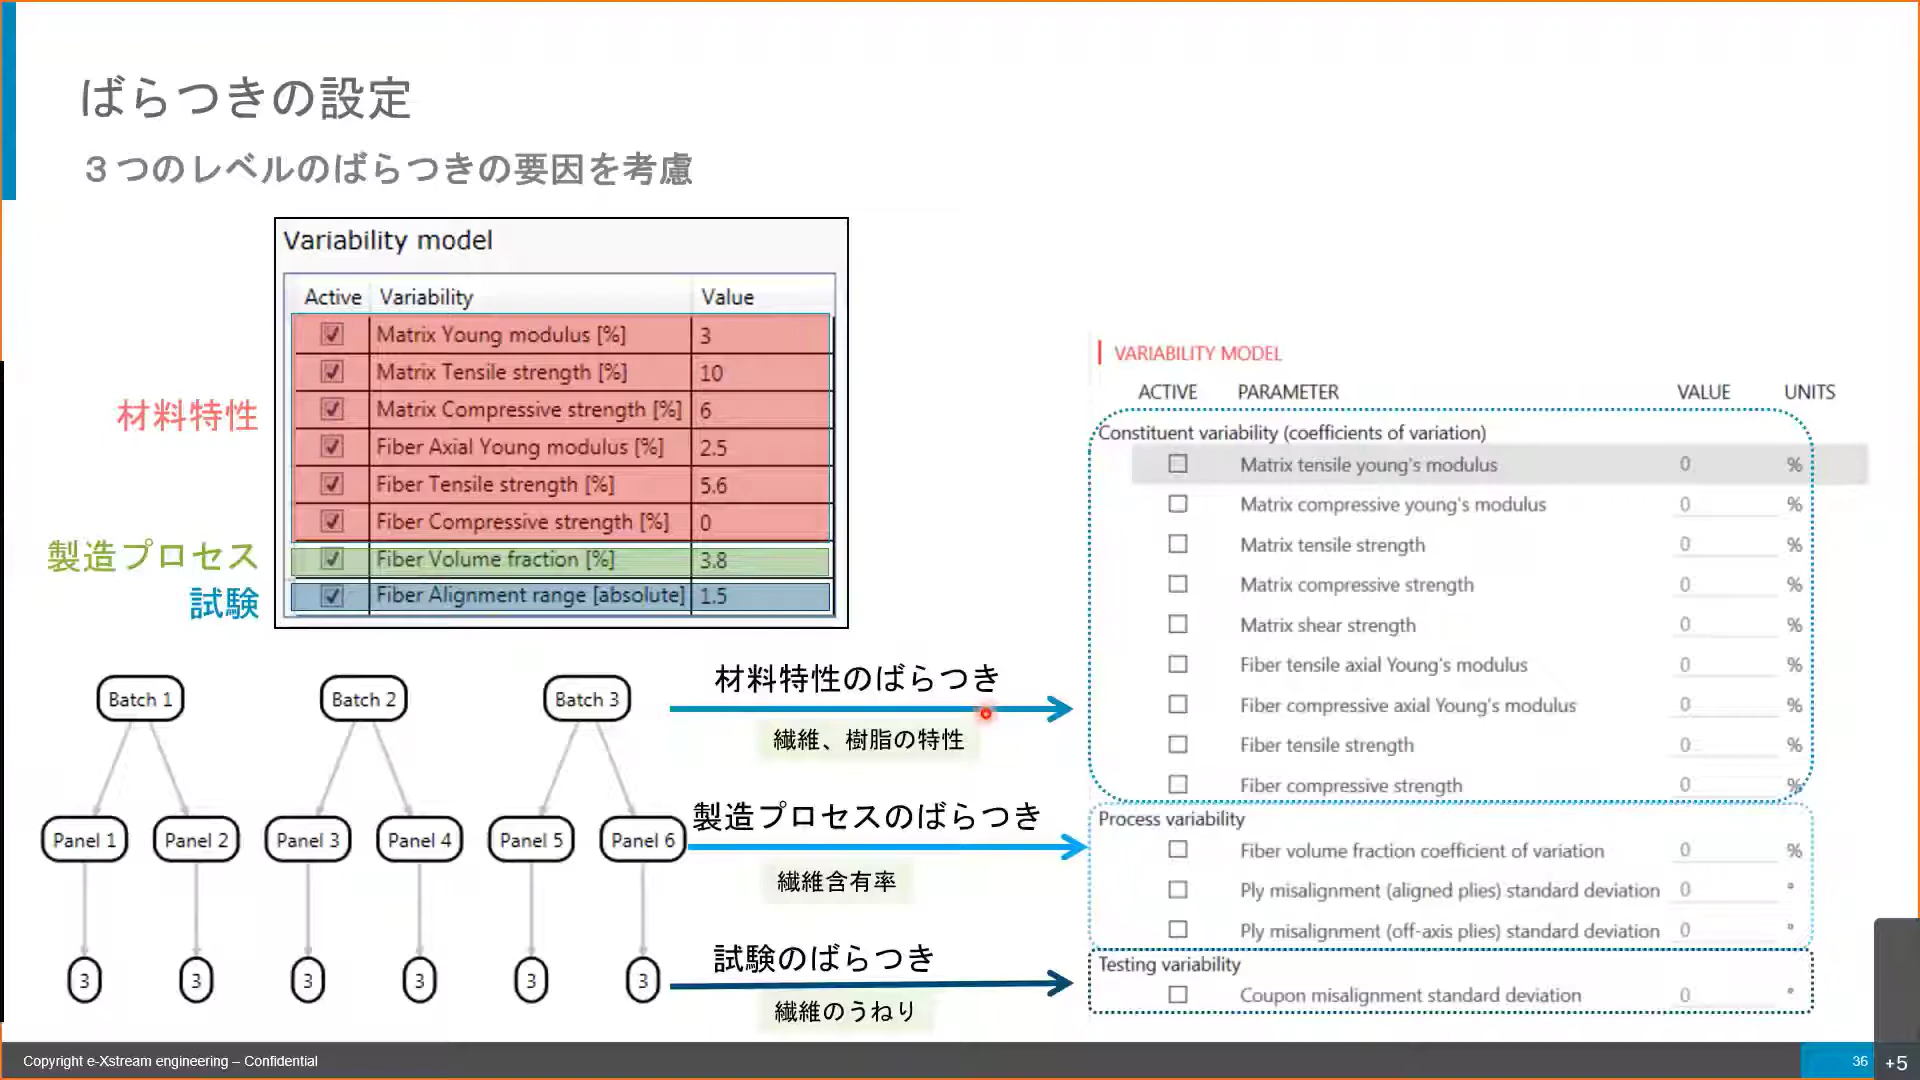 ばらつきの設定
３つのレベルのばらつきの要因を考慮
Variability model
Active Variability Value
Matrix Young modulus [%] 3
Matrix Tensile strength [%] 10
Matrix Compressive strength [%] 6
Fiber Axial Young modulus [%] 2.5
Fiber Tensile strength [%] 5.6
Fiber Compressive strength [%] 0
Fiber Volume fraction [%] 3.8
Fiber Alignment range [absolute] 1.5
材料特性
製造プロセス
試験
Batch 1 Batch 2 Batch 3
Panel 1 Panel 2 Panel 3 Panel 4 Panel 5 Panel 6
3 3 3 3 3 3
材料特性のばらつき
繊維、樹脂の特性
製造プロセスのばらつき
繊維含有率
試験のばらつき
繊維のうねり
VARIABILITY MODEL
ACTIVE PARAMETER VALUE UNITS
Constituent variability (coefficients of variation)
Matrix tensile young's modulus 0 %
Matrix compressive young's modulus 0 %
Matrix tensile strength 0 %
Matrix compressive strength 0 %
Matrix shear strength 0 %
Fiber tensile axial Young's modulus 0 %
Fiber compressive axial Young's modulus 0 %
Fiber tensile strength 0 %
Fiber compressive strength 0 %
Process variability
Fiber volume fraction coefficient of variation 0 %
Ply misalignment (aligned plies) standard deviation 0 °
Ply misalignment (off-axis plies) standard deviation 0 °
Testing variability
Coupon misalignment standard deviation 0 °
Copyright e-Xstream engineering – Confidential
36
+5